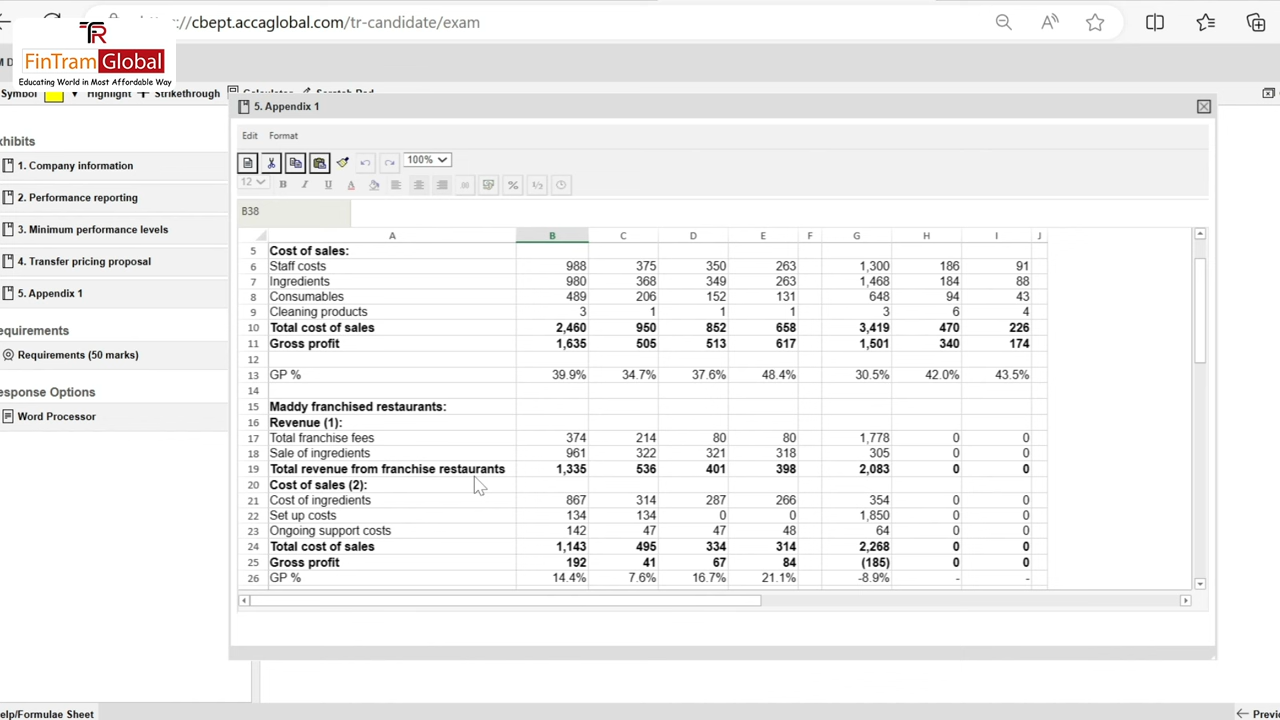 ://cbept.accaglobal.com/tr-candidate/exam
FinTram Global
Educating World in Most Affordable Way
Symbol Highlight Strikethrough
5. Appendix 1
Edit Format
100%
12 B I U A % ½
B38
A B C D E F G H I J
5 Cost of sales:
6 Staff costs 988 375 350 263 1,300 186 91
7 Ingredients 980 368 349 263 1,468 184 88
8 Consumables 489 206 152 131 648 94 43
9 Cleaning products 3 1 1 1 3 6 4
10 Total cost of sales 2,460 950 852 658 3,419 470 226
11 Gross profit 1,635 505 513 617 1,501 340 174
12
13 GP % 39.9% 34.7% 37.6% 48.4% 30.5% 42.0% 43.5%
14
15 Maddy franchised restaurants:
16 Revenue (1):
17 Total franchise fees 374 214 80 80 1,778 0 0
18 Sale of ingredients 961 322 321 318 305 0 0
19 Total revenue from franchise restaurants 1,335 536 401 398 2,083 0 0
20 Cost of sales (2):
21 Cost of ingredients 867 314 287 266 354 0 0
22 Set up costs 134 134 0 0 1,850 0 0
23 Ongoing support costs 142 47 47 48 64 0 0
24 Total cost of sales 1,143 495 334 314 2,268 0 0
25 Gross profit 192 41 67 84 (185) 0 0
26 GP % 14.4% 7.6% 16.7% 21.1% -8.9% - -
xhibits
1. Company information
2. Performance reporting
3. Minimum performance levels
4. Transfer pricing proposal
5. Appendix 1
equirements
Requirements (50 marks)
esponse Options
Word Processor
elp/Formulae Sheet
Previo